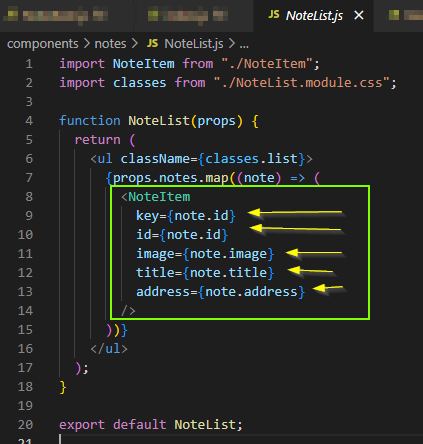 JS NoteList.js ×
components > notes > JS NoteList.js > ...
1 import NoteItem from "./NoteItem";
2 import classes from "./NoteList.module.css";
3
4 function NoteList(props) {
5 return (
6 <ul className={classes.list}>
7 {props.notes.map((note) => (
8 <NoteItem
9 key={note.id}
10 id={note.id}
11 image={note.image}
12 title={note.title}
13 address={note.address}
14 />
15 ))}
16 </ul>
17 );
18 }
19
20 export default NoteList;
21